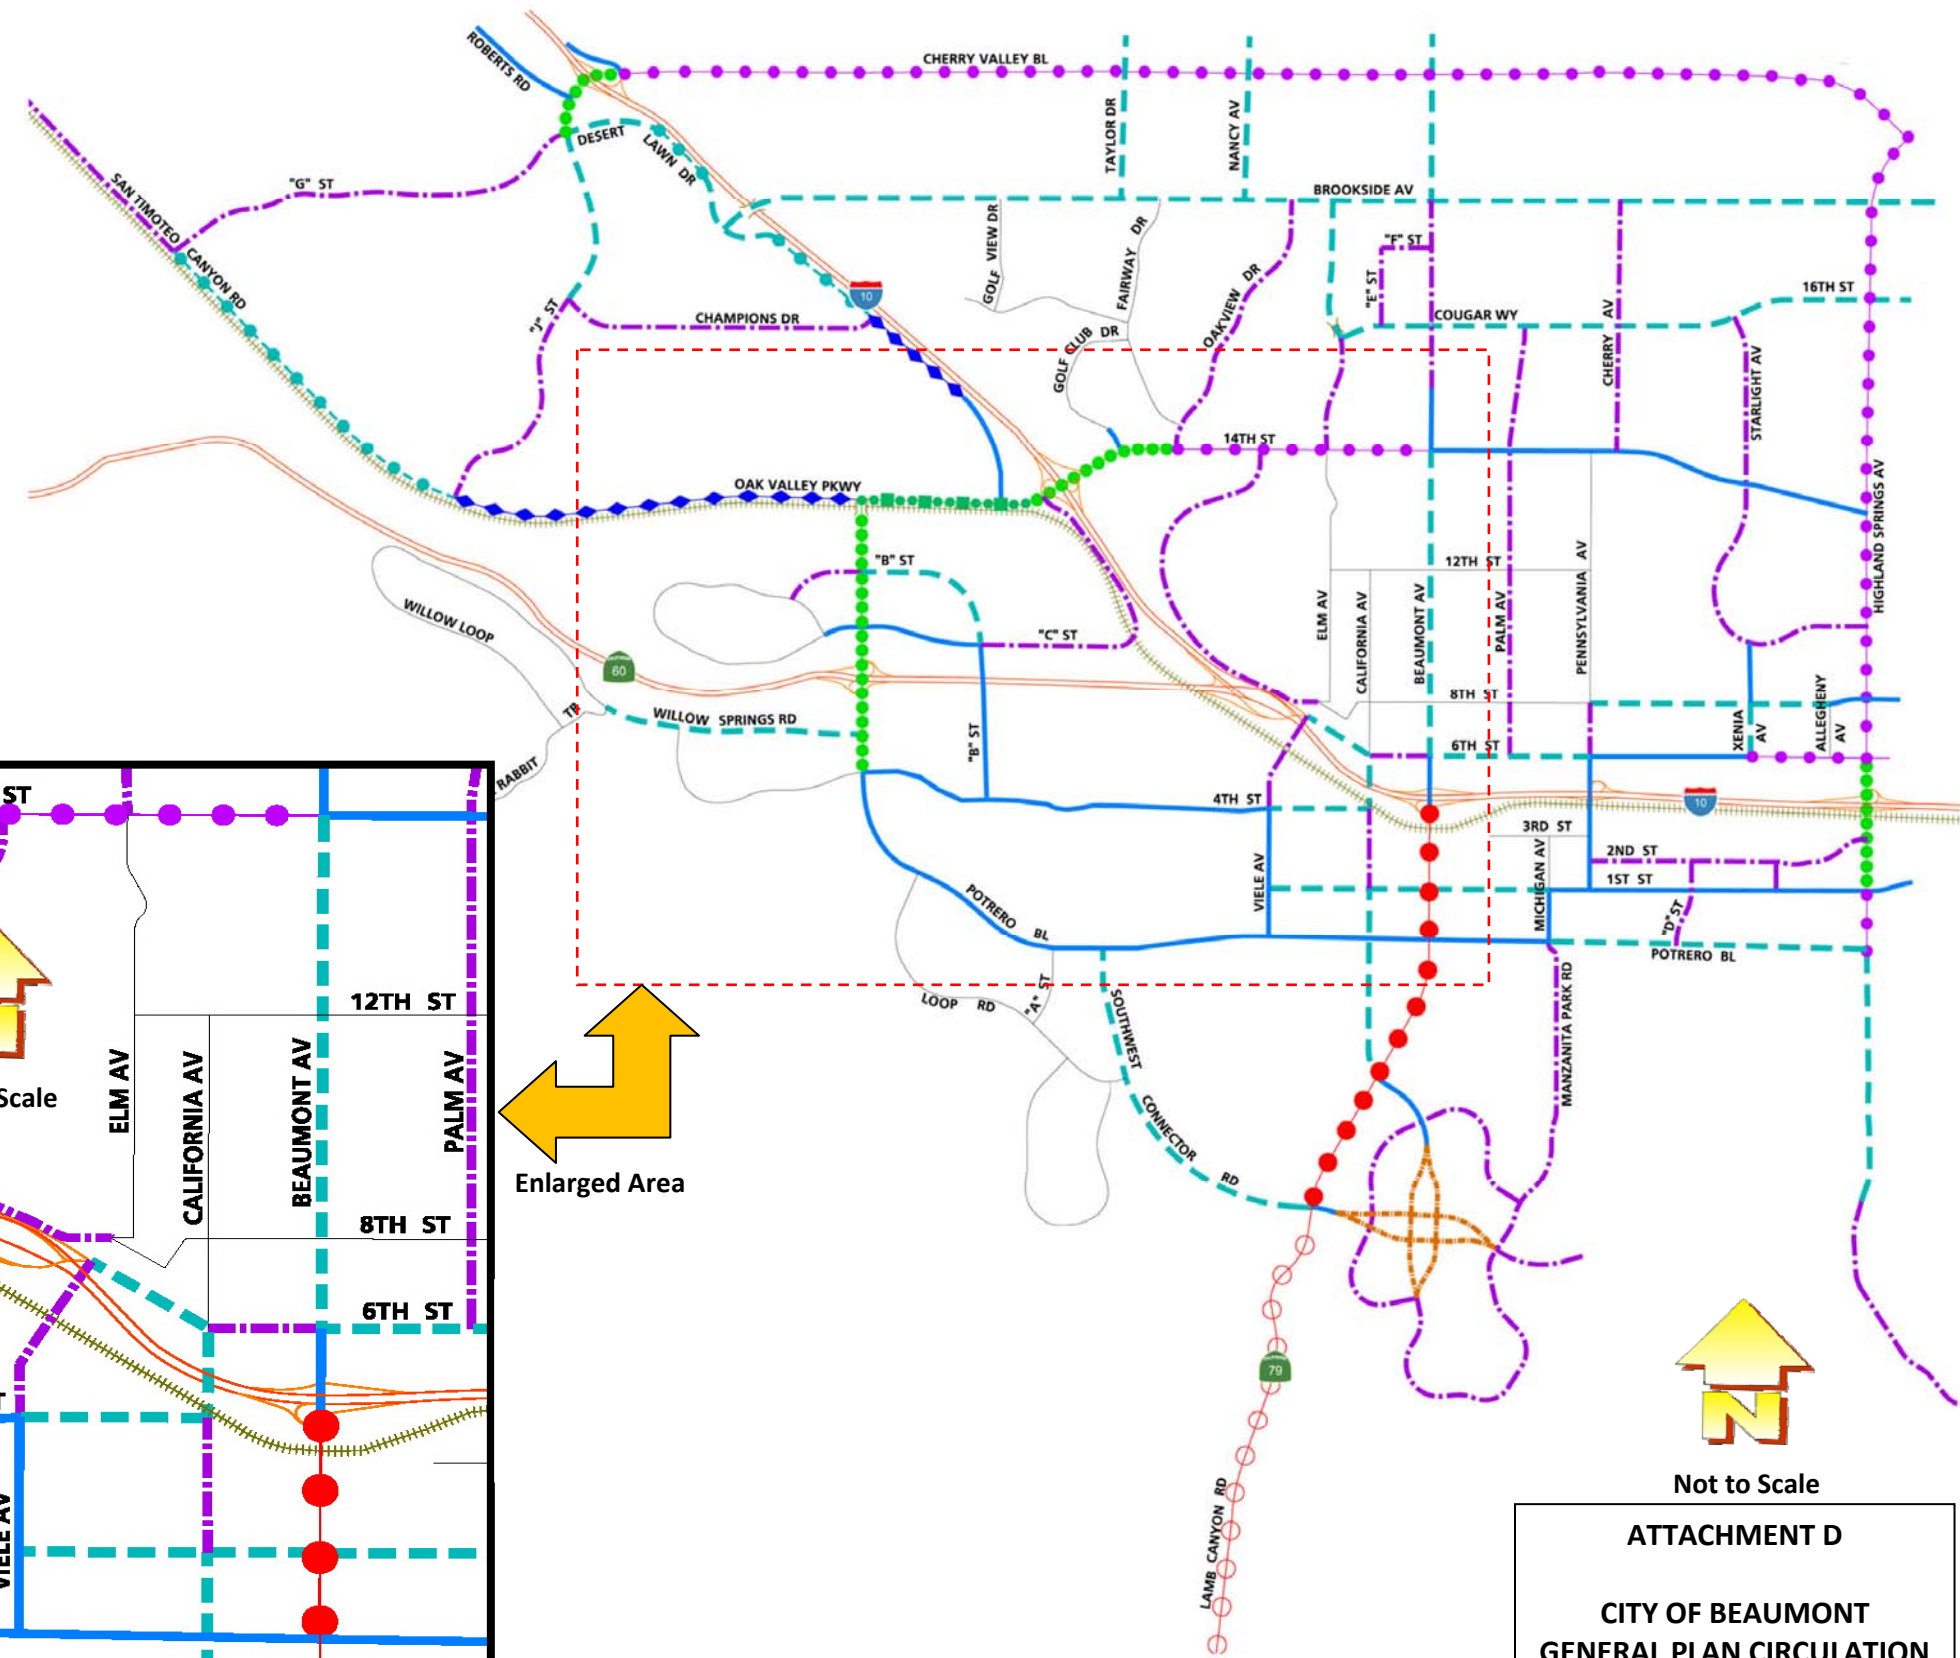 ROBERTS RD
CHERRY VALLEY BL
TAYLOR DR
NANCY AV
DESERT
LAWN DR
"G" ST
SAN TIMOTEO CANYON RD
BROOKSIDE AV
GOLF VIEW DR
FAIRWAY DR
OAKVIEW DR
"F" ST
"E" ST
16TH ST
COUGAR WY
CHERRY AV
STARLIGHT AV
"J" ST
CHAMPIONS DR
10
GOLF CLUB DR
14TH ST
OAK VALLEY PKWY
HIGHLAND SPRINGS AV
"B" ST
12TH ST
WILLOW LOOP
"C" ST
ELM AV
CALIFORNIA AV
BEAUMONT AV
PALM AV
PENNSYLVANIA AV
60
8TH ST
TR
WILLOW SPRINGS RD
RABBIT
"B" ST
6TH ST
XENIA AV
ALLEGHENY AV
4TH ST
10
3RD ST
2ND ST
1ST ST
VIELE AV
MICHIGAN AV
"D" ST
POTRERO BL
POTRERO BL
LOOP RD
"A" ST
SOUTHWEST
CONNECTOR RD
MANZANITA PARK RD
79
LAMB CANYON RD
ST
12TH ST
Scale
ELM AV
CALIFORNIA AV
BEAUMONT AV
PALM AV
8TH ST
6TH ST
VIELE AV
Enlarged Area
N
Not to Scale
ATTACHMENT D
CITY OF BEAUMONT
GENERAL PLAN CIRCULATION